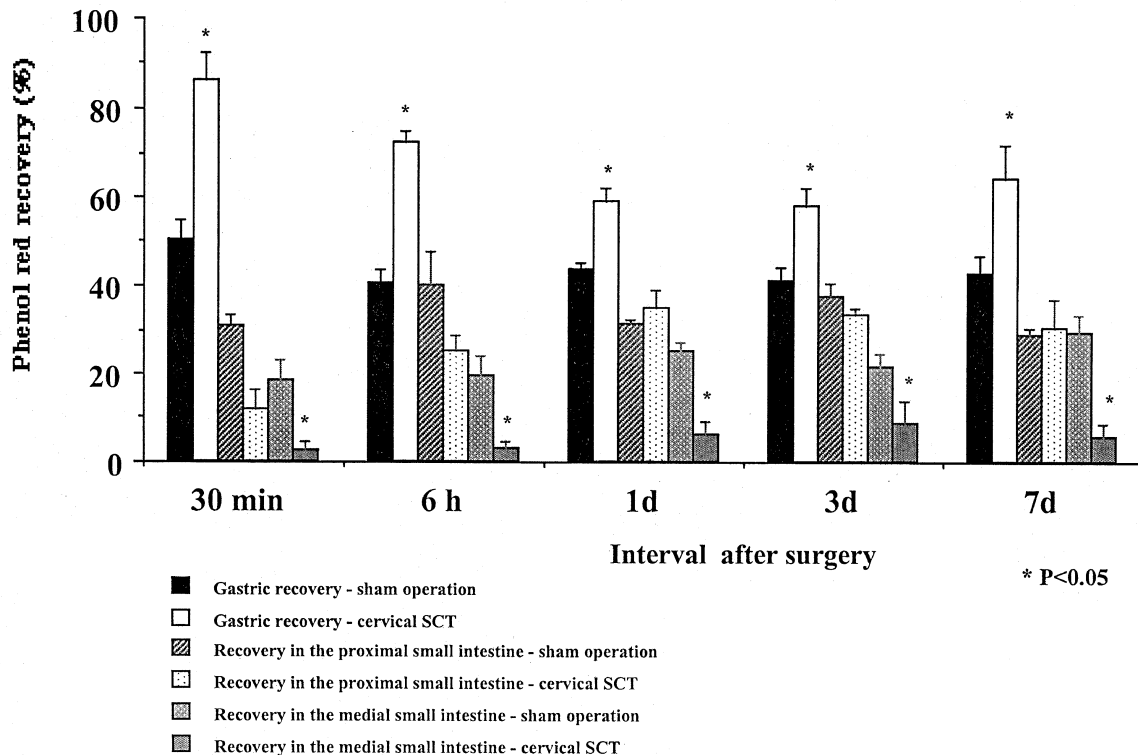 Phenol red recovery (%)
100
80
60
40
20
0
*
*
*
*
*
*
*
*
*
*
30 min 6 h 1d 3d 7d
Interval after surgery
* P<0.05
Gastric recovery - sham operation
Gastric recovery - cervical SCT
Recovery in the proximal small intestine - sham operation
Recovery in the proximal small intestine - cervical SCT
Recovery in the medial small intestine - sham operation
Recovery in the medial small intestine - cervical SCT